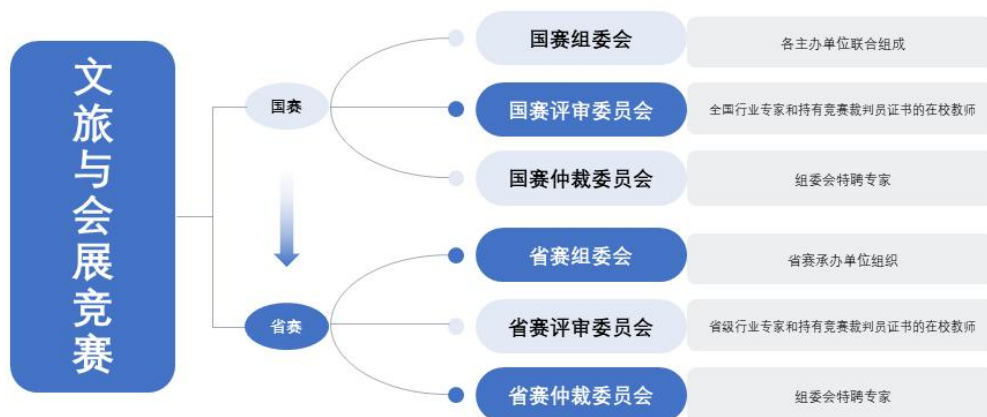 文旅与会展竞赛
国赛
国赛组委会
各主办单位联合组成
国赛评审委员会
全国行业专家和持有竞赛裁判员证书的在校教师
国赛仲裁委员会
组委会特聘专家
省赛
省赛组委会
省赛承办单位组织
省赛评审委员会
省级行业专家和持有竞赛裁判员证书的在校教师
省赛仲裁委员会
组委会特聘专家